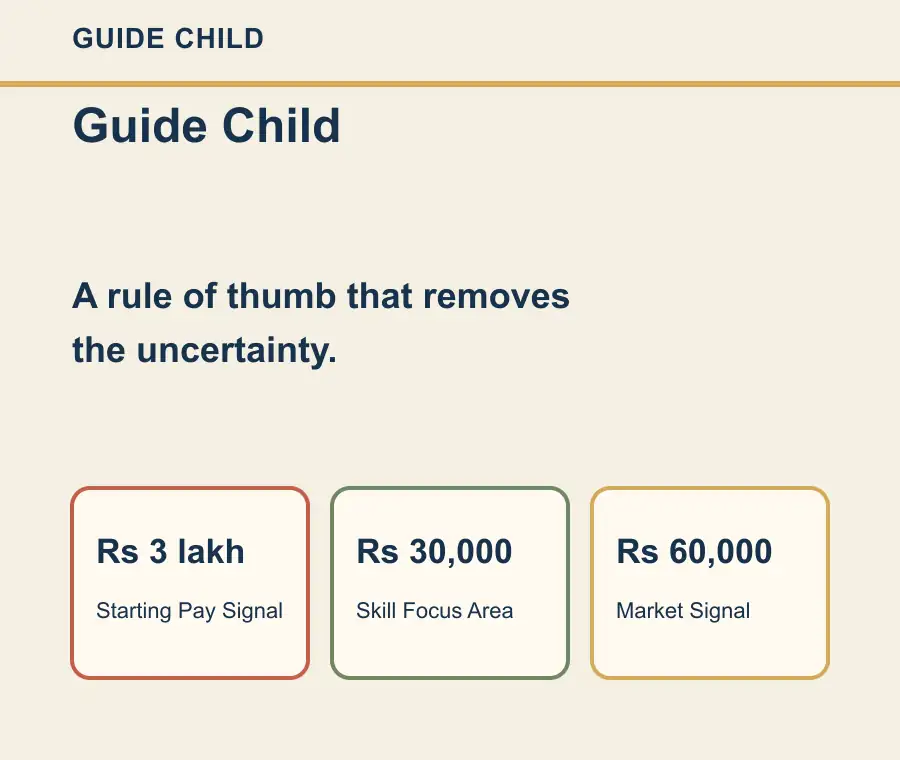 GUIDE CHILD
Guide Child
A rule of thumb that removes
the uncertainty.
Rs 3 lakh
Starting Pay Signal
Rs 30,000
Skill Focus Area
Rs 60,000
Market Signal